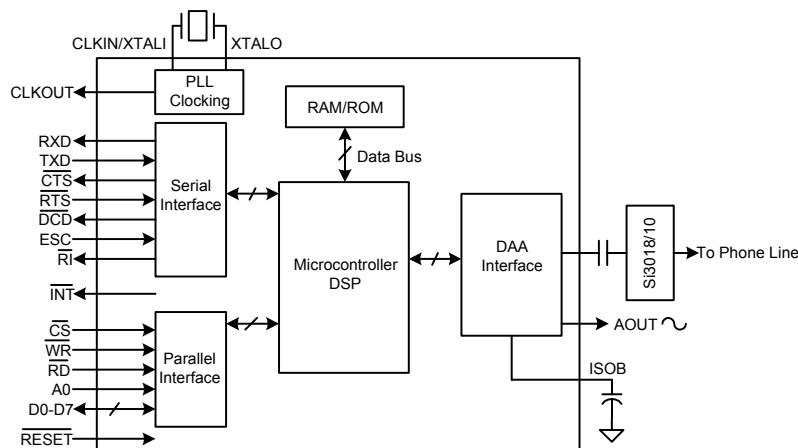 CLKIN/XTALI
XTALO
CLKOUT
PLL
Clocking
RAM/ROM
Data Bus
RXD
TXD
CTS
RTS
DCD
ESC
RI
Serial
Interface
INT
Microcontroller
DSP
DAA
Interface
Si3018/10
To Phone Line
AOUT
ISOB
CS
WR
RD
A0
D0-D7
Parallel
Interface
RESET